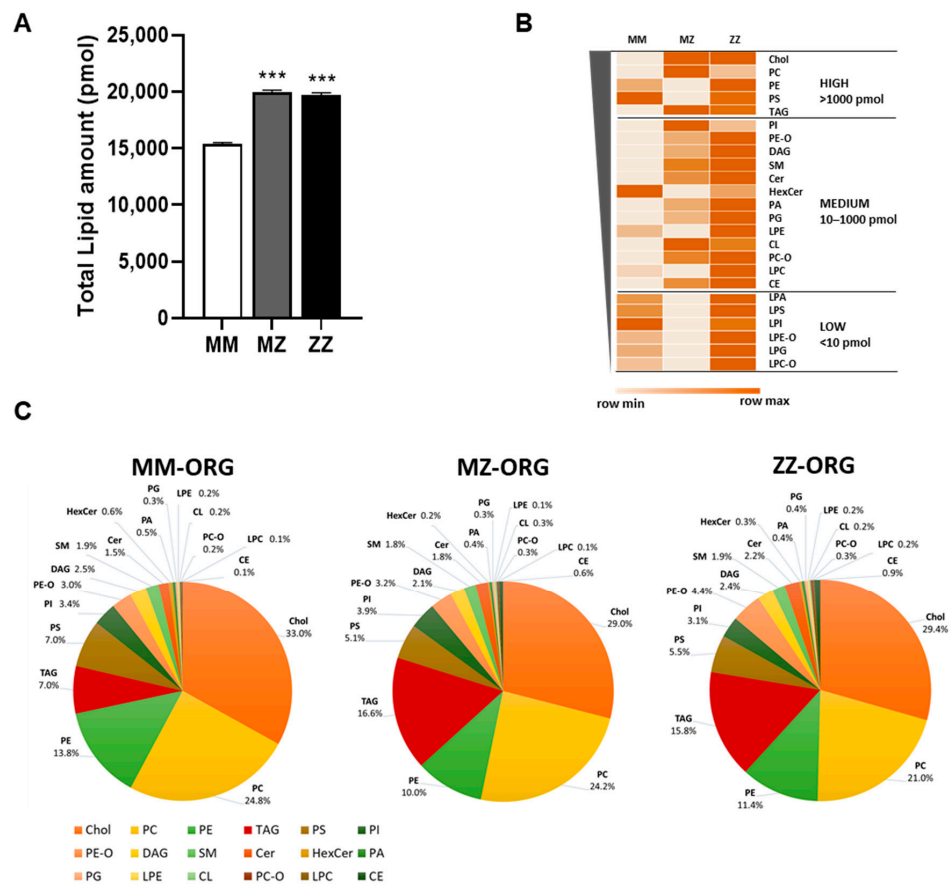 A
Total Lipid amount (pmol)
25,000
20,000
15,000
10,000
5,000
0
*** ***
MM MZ ZZ
B
MM MZ ZZ
Chol
PC
PE
PS
TAG
HIGH
>1000 pmol
PI
PE-O
DAG
SM
Cer
HexCer
PA
PG
LPE
CL
PC-O
LPC
CE
MEDIUM
10–1000 pmol
LPA
LPS
LPI
LPE-O
LPG
LPC-O
LOW
<10 pmol
row min row max
C
MM-ORG
Chol
33.0%
PC
24.8%
PE
13.8%
TAG
7.0%
PS
7.0%
PI 3.4%
PE-O 3.0%
DAG 2.5%
SM 1.9%
Cer
1.5%
HexCer 0.6%
PA
0.5%
PG
0.3%
LPE 0.2%
CL
0.2%
PC-O
0.2%
LPC 0.1%
CE
0.1%
MZ-ORG
Chol
29.0%
PC
24.2%
PE
10.0%
TAG
16.6%
PS
5.1%
PI
3.9%
PE-O 3.2%
DAG
2.1%
SM 1.8%
Cer
1.8%
HexCer 0.2%
PA
0.4%
PG
0.3%
LPE 0.1%
CL
0.3%
PC-O
0.3%
LPC 0.1%
CE
0.6%
ZZ-ORG
Chol
29.4%
PC
21.0%
PE
11.4%
TAG
15.8%
PS
5.5%
PI
3.1%
PE-O 4.4%
DAG
2.4%
SM 1.9%
Cer
2.2%
HexCer 0.3%
PA
0.4%
PG
0.4%
LPE 0.2%
CL
0.2%
PC-O
0.3%
LPC 0.2%
CE
0.9%
Chol PC PE TAG PS PI
PE-O DAG SM Cer HexCer PA
PG LPE CL PC-O LPC CE